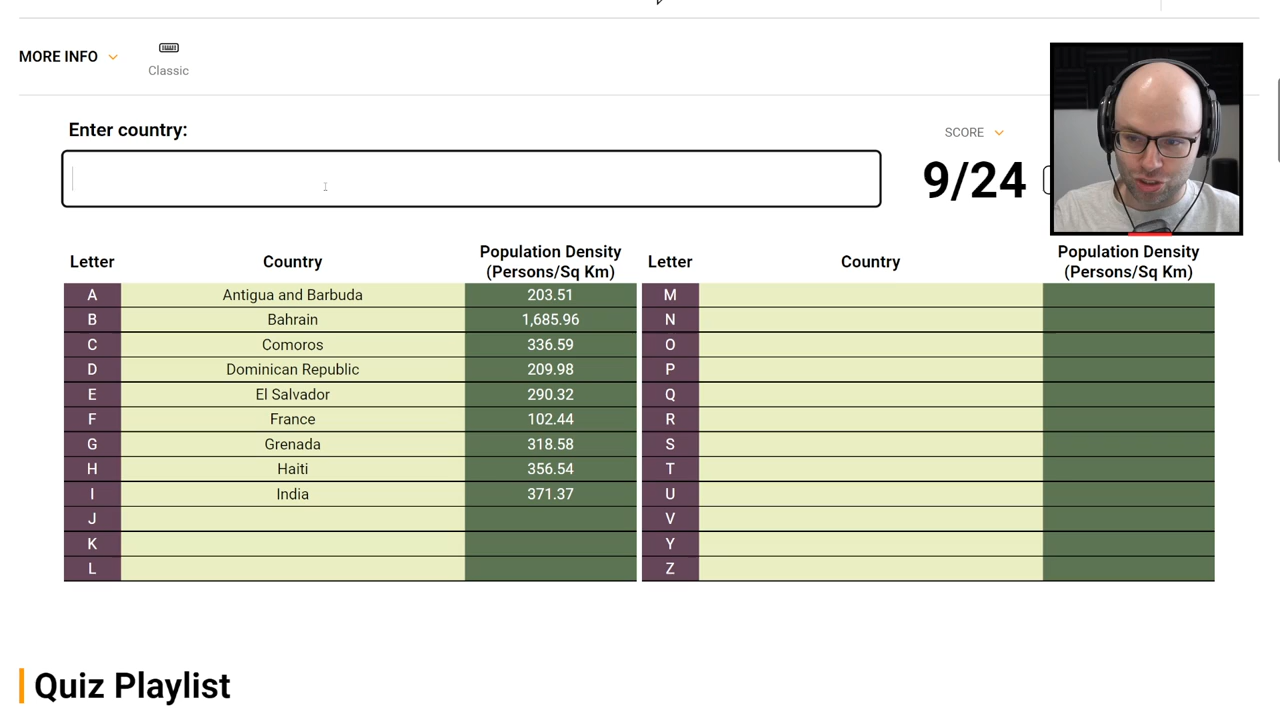 MORE INFO
Classic
Enter country:
SCORE
9/24
Letter Country Population Density (Persons/Sq Km) Letter Country Population Density (Persons/Sq Km)
A Antigua and Barbuda 203.51 M
B Bahrain 1,685.96 N
C Comoros 336.59 O
D Dominican Republic 209.98 P
E El Salvador 290.32 Q
F France 102.44 R
G Grenada 318.58 S
H Haiti 356.54 T
I India 371.37 U
J V
K Y
L Z
Quiz Playlist